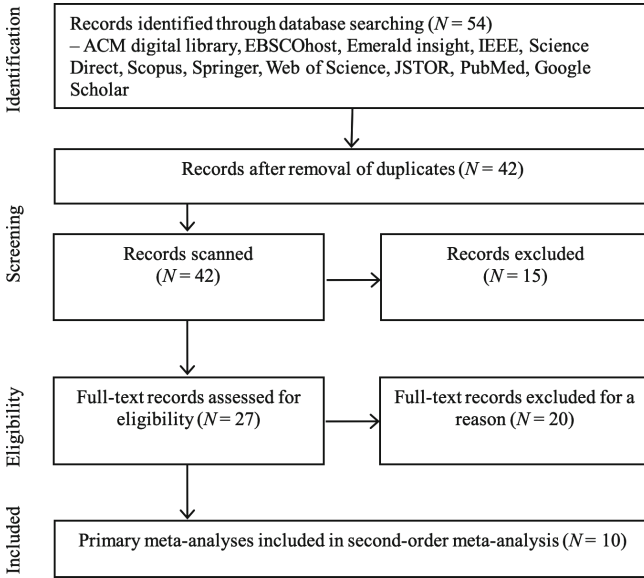 Identification
Records identified through database searching (N = 54)
– ACM digital library, EBSCOhost, Emerald insight, IEEE, Science
Direct, Scopus, Springer, Web of Science, JSTOR, PubMed, Google
Scholar
Records after removal of duplicates (N = 42)
Screening
Records scanned
(N = 42)
Records excluded
(N = 15)
Eligibility
Full-text records assessed for
eligibility (N = 27)
Full-text records excluded for a
reason (N = 20)
Included
Primary meta-analyses included in second-order meta-analysis (N = 10)